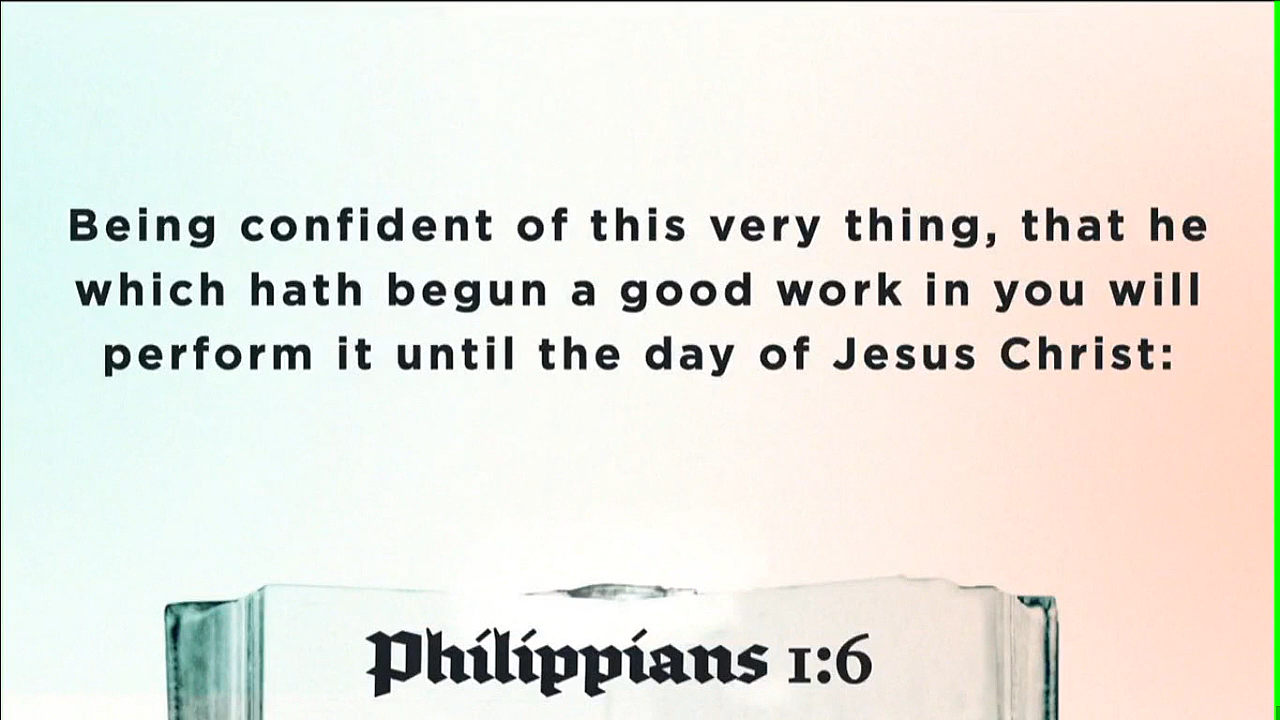 Being confident of this very thing, that he
which hath begun a good work in you will
perform it until the day of Jesus Christ:
Philippians 1:6